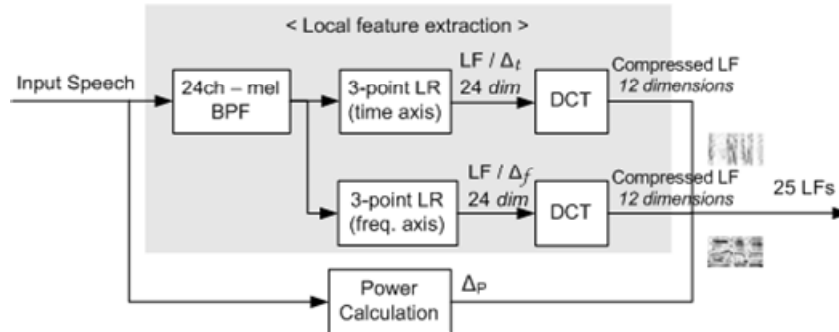 < Local feature extraction >
Input Speech
24ch – mel
BPF
3-point LR
(time axis)
LF / Δt
24 dim
DCT
Compressed LF
12 dimensions
3-point LR
(freq. axis)
LF / Δf
24 dim
DCT
Compressed LF
12 dimensions
25 LFs
Power
Calculation
ΔP